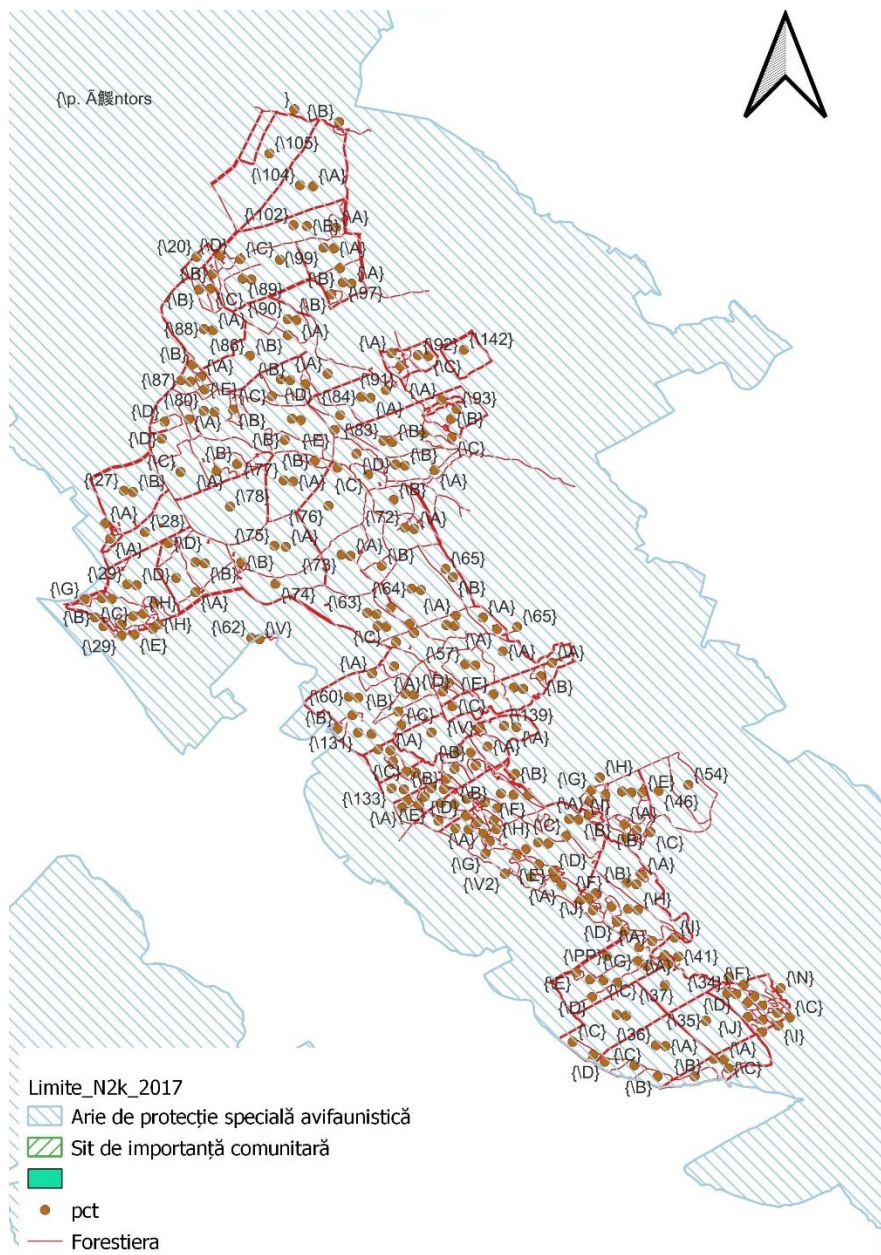 {\p. Ã鰀ntors
}
{\B}
{\105}
{\104} {\A}
{\102} {\B} {\A}
{\20} {\D} {\C} {\99} {\A}
{\B} {\89} {\B} {\A}
{\B} {\C} {\B} {\97}
{\90}
{\88} {\A} {\A}
{\86} {\B} {\A} {\92} {\142}
{\B} {\C}
{\87} {\A} {\B} {\A} {\91}
{\80} {\E} {\C} {\D} {\84} {\A} {\93}
{\D} {\A} {\B} {\A} {\B}
{\D} {\B} {\E} {\83} {\B}
{\C} {\C}
{\27} {\B} {\A} {\B} {\77} {\B} {\C} {\D} {\A}
{\78} {\B}
{\A} {\76} {\72}
{\28} {\A}
{\A} {\D} {\75} {\A} {\A}
{\29} {\D} {\B} {\B} {\73} {\B} {\65}
{\G} {\H} {\A} {\74} {\64} {\B}
{\B} {\C} {\63} {\A} {\A} {\65}
{\29} {\E} {\H} {\62} {\V} {\C} {\A}
{\57} {\A} {\A}
{\A} {\D} {\E} {\B}
{\60} {\A}
{\B} {\B} {\C} {\C} {\V} {\139}
{\131} {\A} {\B} {\A} {\A}
{\C} {\B} {\B} {\G} {\H} {\54}
{\133} {\D} {\B} {\F} {\A} {\I} {\F} {\46}
{\A} {\E} {\H} {\C} {\B} {\A}
{\A} {\B} {\C}
{\G} {\D} {\A}
{\V2} {\E} {\F} {\B}
{\A} {\J} {\H}
{\D} {\A} {\I}
{\PP} {\G} {\A} {\41}
{\E} {\C} {\37} {\34} {\F} {\N}
{\D} {\D} {\C}
{\C} {\36} {\35} {\J} {\I}
{\A} {\A}
{\D} {\C} {\B} {\C}
{\B}
Limite_N2k_2017
Arie de protecție specială avifaunistică
Sit de importanță comunitară
pct
Forestiera